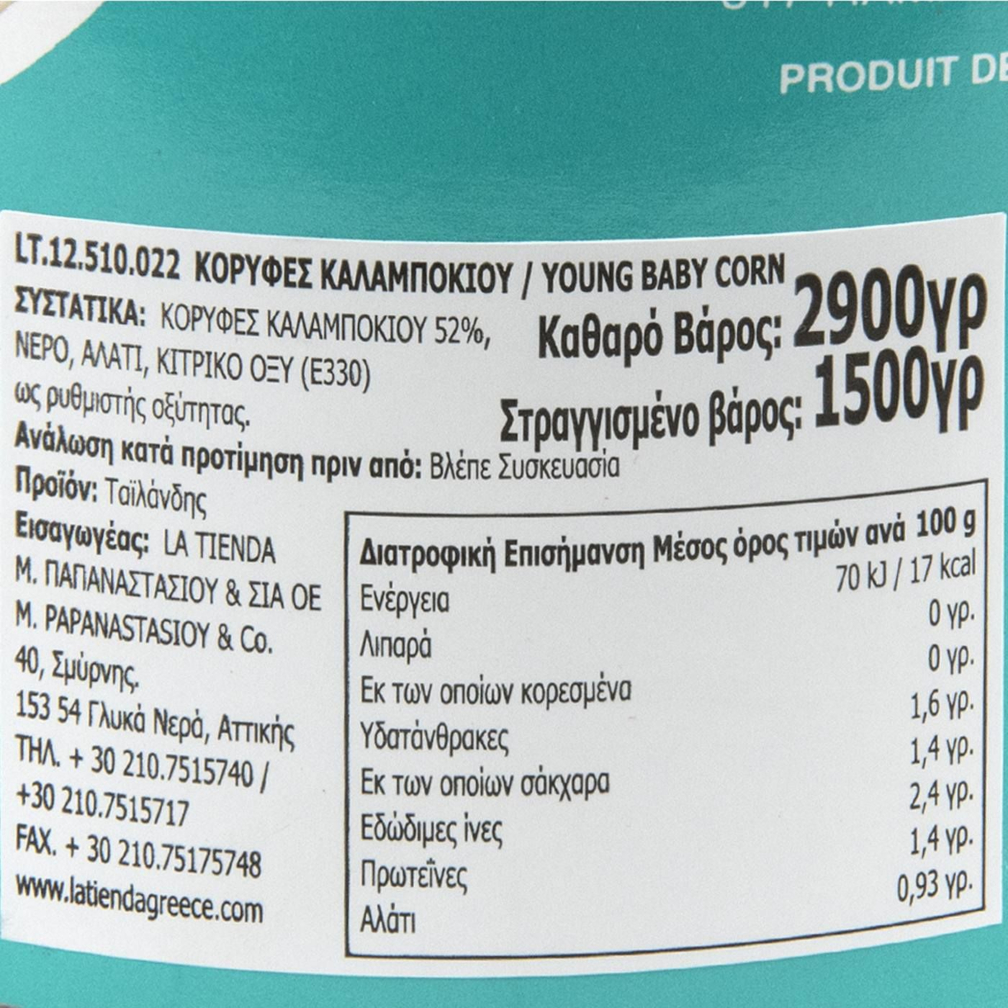 PRODUIT DE
LT.12.510.022 ΚΟΡΥΦΕΣ ΚΑΛΑΜΠΟΚΙΟΥ / YOUNG BABY CORN
ΣΥΣΤΑΤΙΚΑ: ΚΟΡΥΦΕΣ ΚΑΛΑΜΠΟΚΙΟΥ 52%,
ΝΕΡΟ, ΑΛΑΤΙ, ΚΙΤΡΙΚΟ ΟΞΥ (Ε330)
ως ρυθμιστής οξύτητας.
Καθαρό Βάρος: 2900γρ
Στραγγισμένο βάρος: 1500γρ
Ανάλωση κατά προτίμηση πριν από: Βλέπε Συσκευασία
Προϊόν: Ταϊλάνδης
Εισαγωγέας: LA TIENDA
Μ. ΠΑΠΑΝΑΣΤΑΣΙΟΥ & ΣΙΑ ΟΕ
M. PAPANASTASIOY & Co.
40, Σμύρνης.
153 54 Γλυκά Νερά, Αττικής
ΤΗΛ. + 30 210.7515740 /
+30 210.7515717
FAX. + 30 210.75175748
www.latiendagreece.com
Διατροφική Επισήμανση Μέσος όρος τιμών ανά 100 g
Ενέργεια 70 kJ / 17 kcal
Λιπαρά 0 γρ.
Εκ των οποίων κορεσμένα 0 γρ.
Υδατάνθρακες 1,6 γρ.
Εκ των οποίων σάκχαρα 1,4 γρ.
Εδώδιμες ίνες 2,4 γρ.
Πρωτεΐνες 1,4 γρ.
Αλάτι 0,93 γρ.